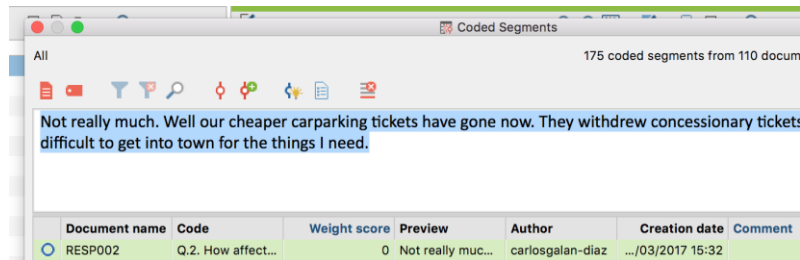 Coded Segments
All
175 coded segments from 110 docum
Not really much. Well our cheaper carparking tickets have gone now. They withdrew concessionary tickets
difficult to get into town for the things I need.
Document name Code Weight score Preview Author Creation date Comment
RESP002 Q.2. How affect... 0 Not really muc... carlosgalan-diaz .../03/2017 15:32